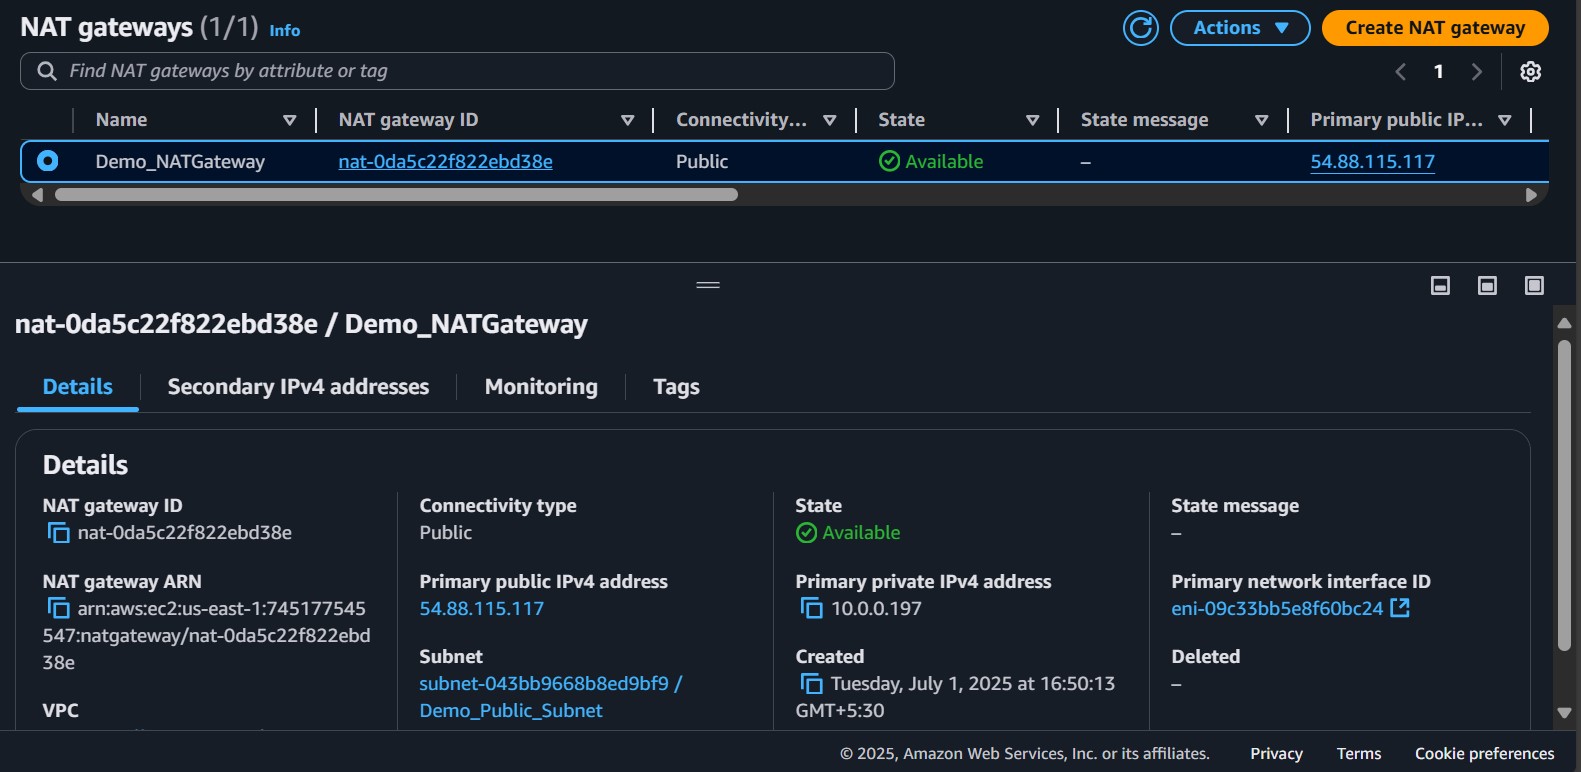 NAT gateways (1/1) Info
Actions
Create NAT gateway
Find NAT gateways by attribute or tag
1
Name NAT gateway ID Connectivity... State State message Primary public IP...
Demo_NATGateway nat-0da5c22f822ebd38e Public Available – 54.88.115.117
nat-0da5c22f822ebd38e / Demo_NATGateway
Details Secondary IPv4 addresses Monitoring Tags
Details
NAT gateway ID
nat-0da5c22f822ebd38e
NAT gateway ARN
arn:aws:ec2:us-east-1:745177545
547:natgateway/nat-0da5c22f822ebd
38e
VPC
Connectivity type
Public
Primary public IPv4 address
54.88.115.117
Subnet
subnet-043bb9668b8ed9bf9 /
Demo_Public_Subnet
State
Available
Primary private IPv4 address
10.0.0.197
Created
Tuesday, July 1, 2025 at 16:50:13
GMT+5:30
State message
–
Primary network interface ID
eni-09c33bb5e8f60bc24
Deleted
–
© 2025, Amazon Web Services, Inc. or its affiliates. Privacy Terms Cookie preferences